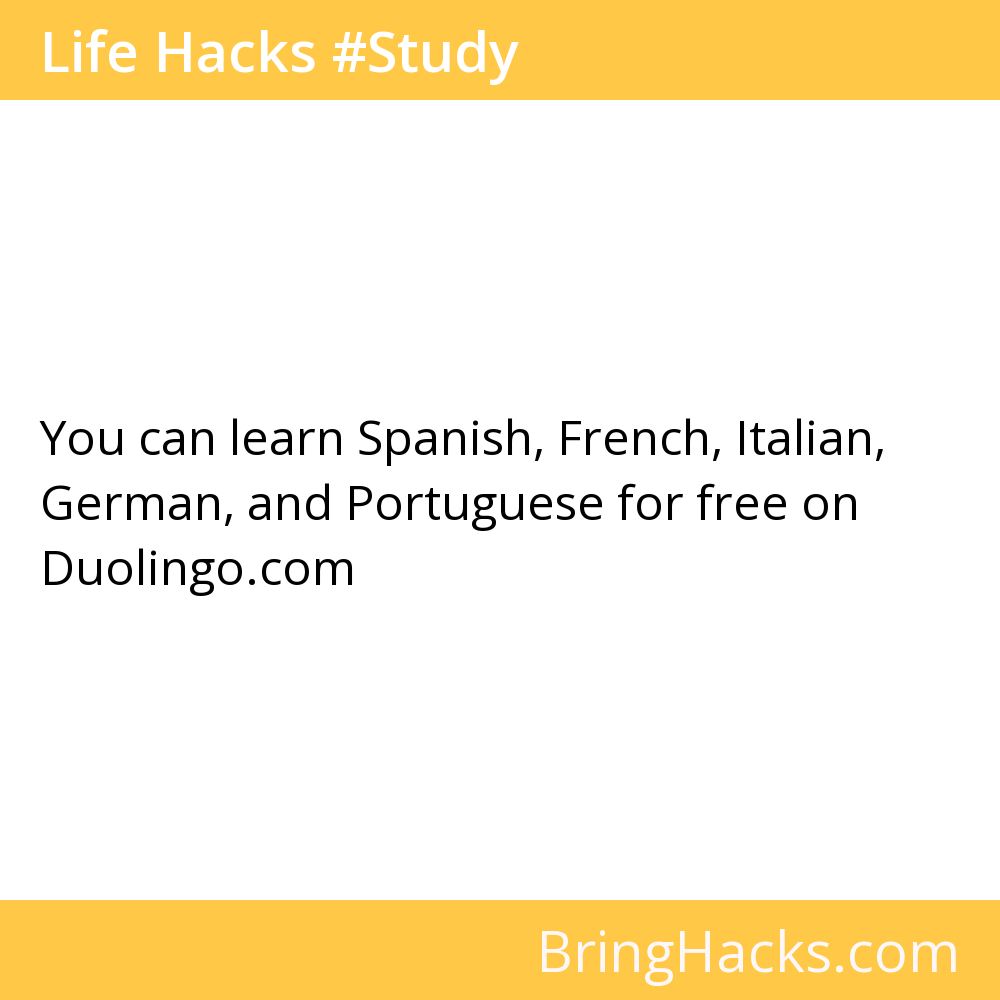 Life Hacks #Study
You can learn Spanish, French, Italian,
German, and Portuguese for free on
Duolingo.com
BringHacks.com